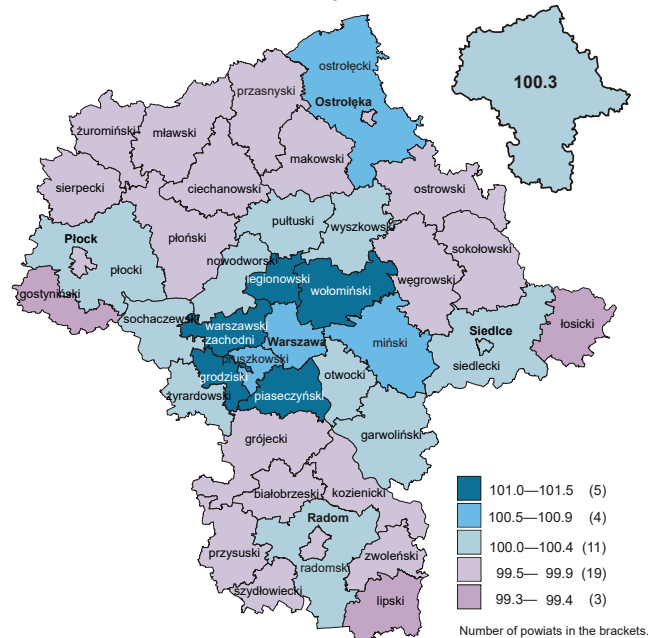 ostrołęcki
100.3
przasnyski
Ostrołęka
żuromiński
mławski
makowski
sierpecki
ciechanowski
ostrowski
pułtuski
wyszkowski
Płock
płoński
sokołowski
nowodworski
płocki
węgrowski
legionowski
gostyniński
wołomiński
sochaczewski
warszawski
zachodni
Siedlce
łosicki
Warszawa
miński
pruszkowski
siedlecki
grodziski
otwocki
żyrardowski
piaseczyński
garwoliński
grójecki
białobrzeski
kozienicki
101.0—101.5 (5)
Radom
100.5—100.9 (4)
przysuski
zwoleński
100.0—100.4 (11)
radomski
99.5— 99.9 (19)
szydłowiecki
lipski
99.3— 99.4 (3)
Number of powiats in the brackets.